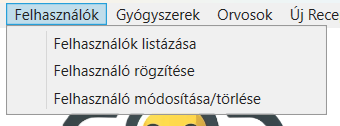 Felhasználók Gyógyszerek Orvosok Új Rece
Felhasználók listázása
Felhasználó rögzítése
Felhasználó módosítása/törlése